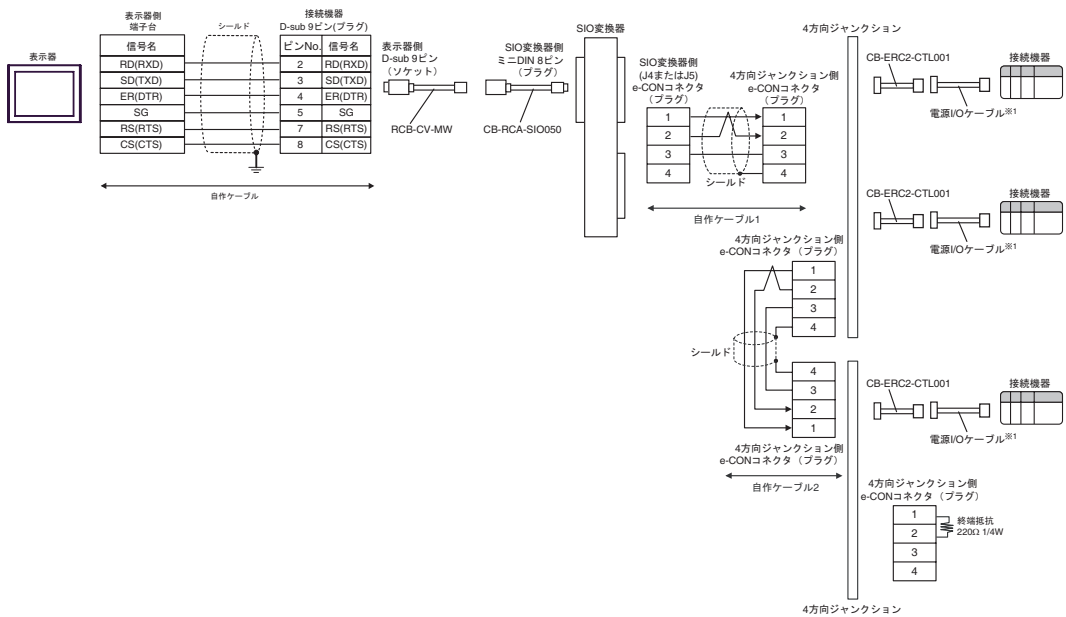 表示器
表示器側
端子台
シールド
接続機器
D-sub 9ピン(プラグ)
信号名
ピンNo.
信号名
RD(RXD)
2
RD(RXD)
SD(TXD)
3
SD(TXD)
ER(DTR)
4
ER(DTR)
SG
5
SG
RS(RTS)
7
RS(RTS)
CS(CTS)
8
CS(CTS)
自作ケーブル
表示器側
D-sub 9ピン
(ソケット)
RCB-CV-MW
SIO変換器側
ミニDIN 8ピン
(プラグ)
CB-RCA-SIO050
SIO変換器
SIO変換器側
(J4またはJ5)
e-CONコネクタ
(プラグ)
4方向ジャンクション側
e-CONコネクタ
(プラグ)
1
1
2
2
3
3
4
4
シールド
自作ケーブル1
4方向ジャンクション
CB-ERC2-CTL001
接続機器
電源I/Oケーブル※1
CB-ERC2-CTL001
接続機器
電源I/Oケーブル※1
4方向ジャンクション側
e-CONコネクタ(プラグ)
1
2
3
4
シールド
4
3
2
1
4方向ジャンクション側
e-CONコネクタ(プラグ)
自作ケーブル2
CB-ERC2-CTL001
接続機器
電源I/Oケーブル※1
4方向ジャンクション側
e-CONコネクタ(プラグ)
1
2
3
4
終端抵抗
220Ω 1/4W
4方向ジャンクション